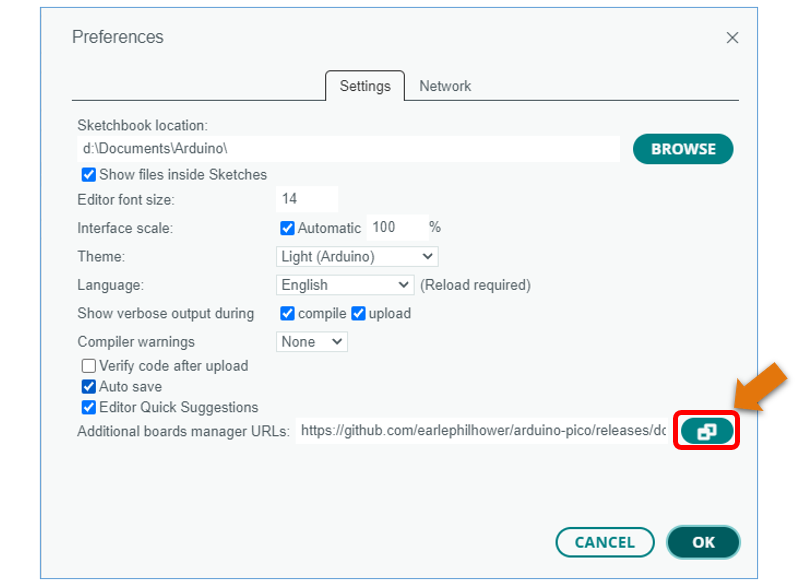 Preferences
Settings Network
Sketchbook location:
d:\Documents\Arduino\
BROWSE
Show files inside Sketches
Editor font size: 14
Interface scale: Automatic 100 %
Theme: Light (Arduino)
Language: English (Reload required)
Show verbose output during compile upload
Compiler warnings None
Verify code after upload
Auto save
Editor Quick Suggestions
Additional boards manager URLs: https://github.com/earlephilhower/arduino-pico/releases/dc
CANCEL OK